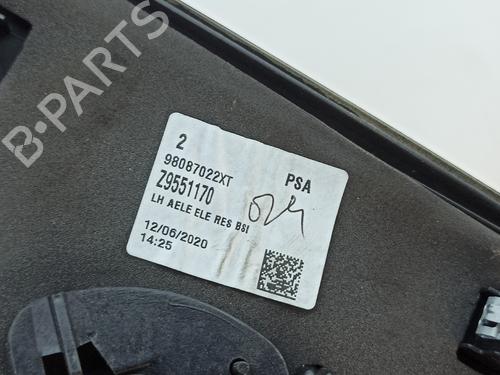 B-PARTS
2
98087022XT
PSA
Z9551170
LH AELE ELE RES BSI
12/06/2020
14:25